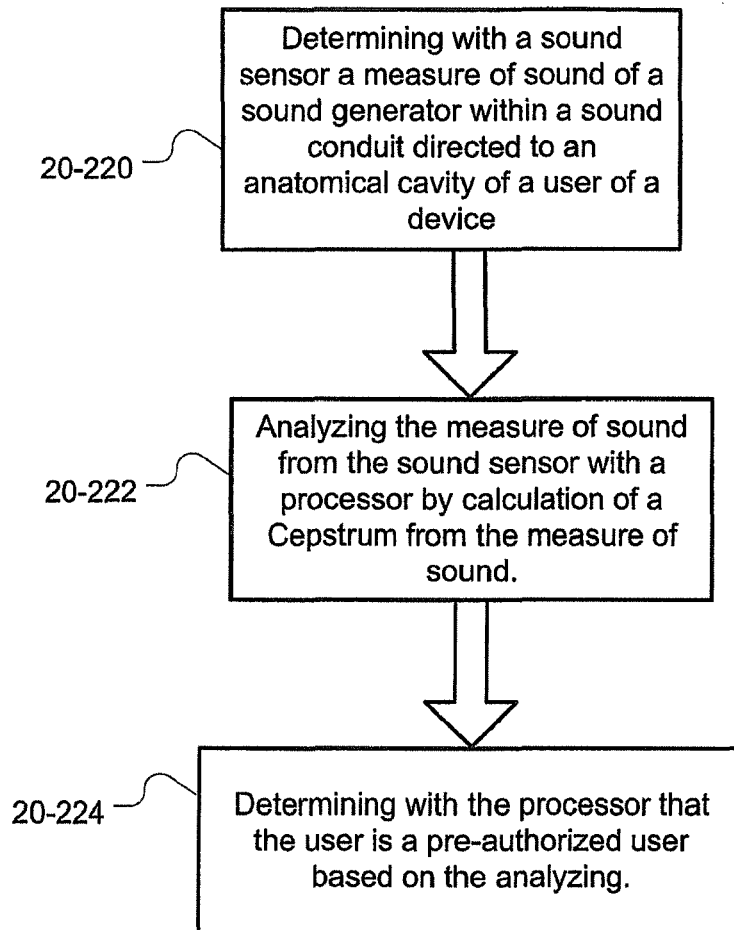 Determining with a sound
sensor a measure of sound of a
sound generator within a sound
conduit directed to an
anatomical cavity of a user of a
device
20-220
Analyzing the measure of sound
from the sound sensor with a
processor by calculation of a
Cepstrum from the measure of
sound.
20-222
Determining with the processor that
the user is a pre-authorized user
based on the analyzing.
20-224